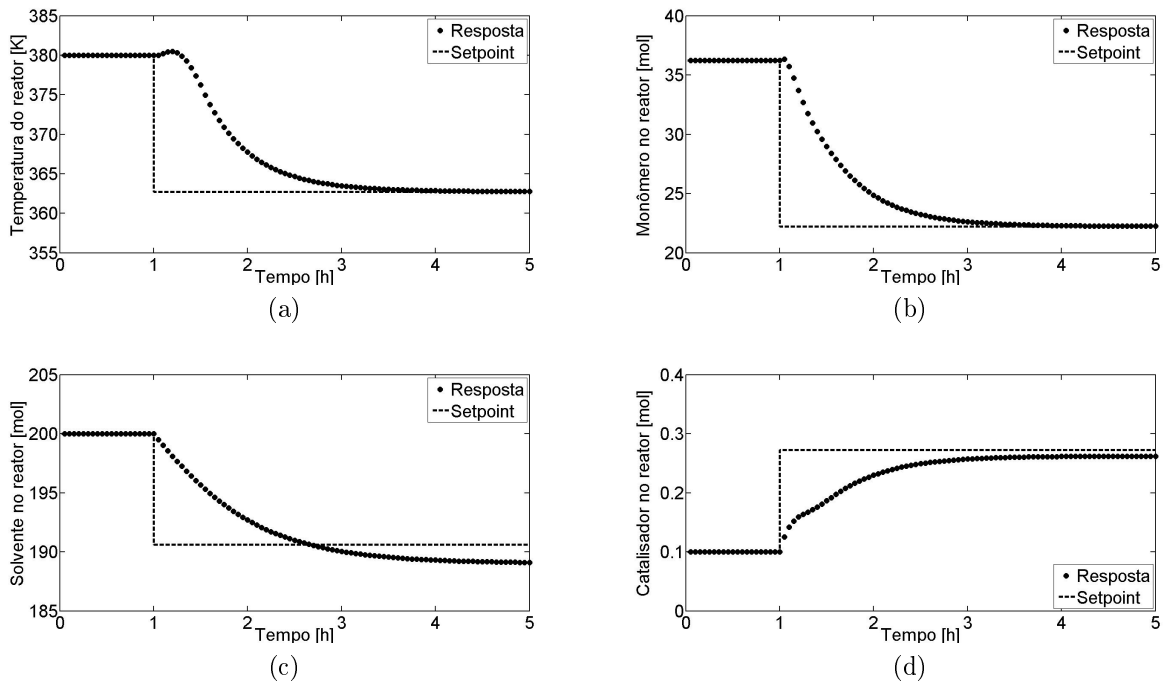 Temperatura do reator [K]
385
380
375
370
365
360
355
Resposta
Setpoint
0 1 2 3 4 5
Tempo [h]
(a)
Monômero no reator [mol]
40
35
30
25
20
Resposta
Setpoint
0 1 2 3 4 5
Tempo [h]
(b)
Solvente no reator [mol]
205
200
195
190
185
Resposta
Setpoint
0 1 2 3 4 5
Tempo [h]
(c)
Catalisador no reator [mol]
0.4
0.3
0.2
0.1
0
Resposta
Setpoint
0 1 2 3 4 5
Tempo [h]
(d)